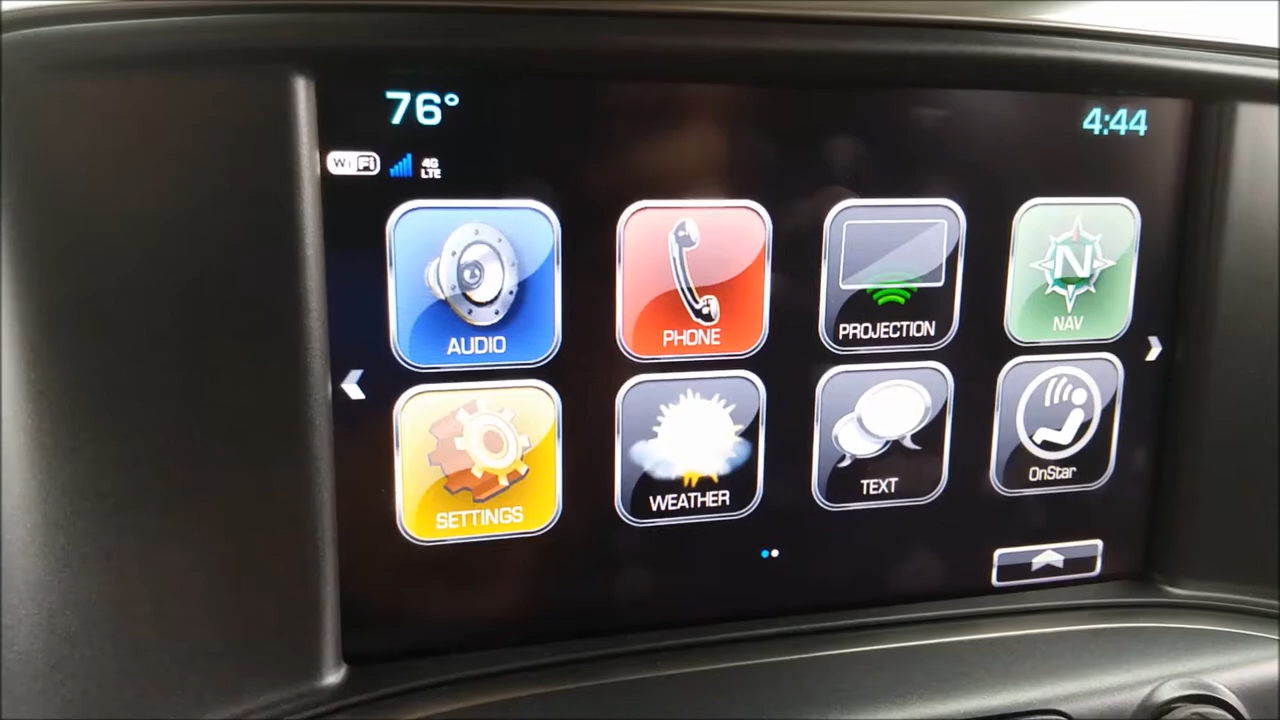 76°
4:44
WiFi
4G
LTE
AUDIO
PHONE
PROJECTION
N
NAV
SETTINGS
WEATHER
TEXT
OnStar